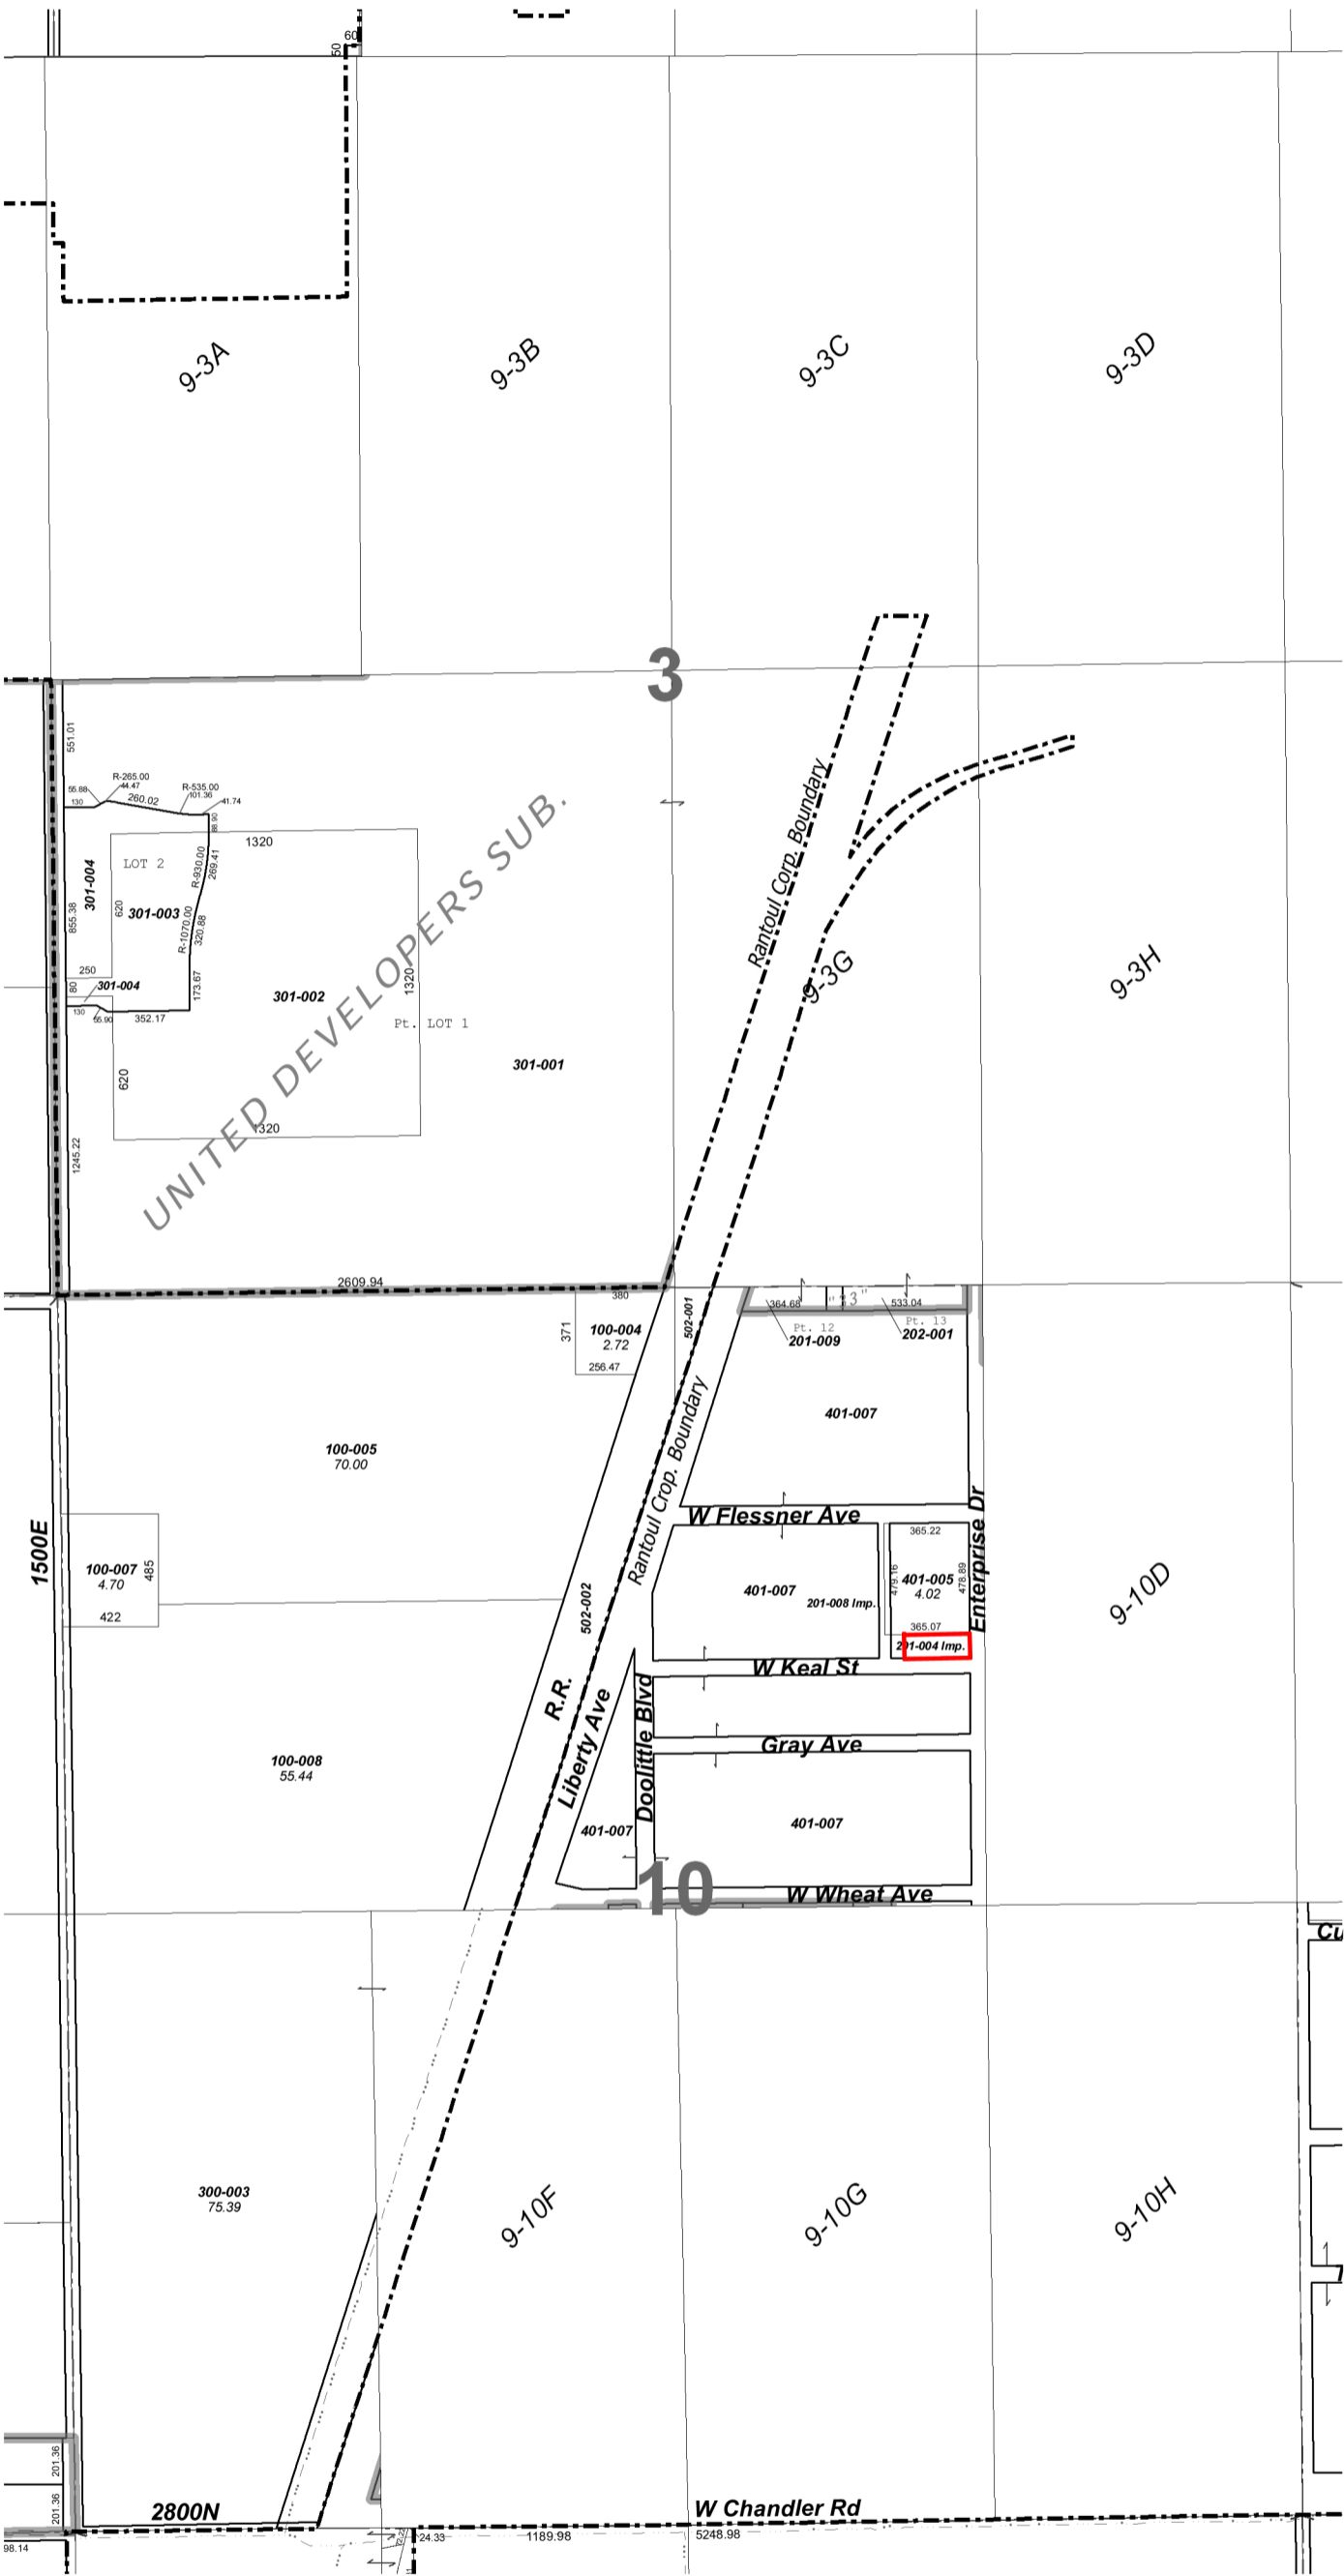 60
50
9-3A
9-3B
9-3C
9-3D
3
551.01
R-265.00
44.47
55.88
130
260.02
R-535.00
101.36
41.74
88.90
1320
LOT 2
R-930.00
269.41
301-004
855.38
620
301-003
R-1070.00
320.88
250
80
301-004
173.67
130
55.90
352.17
301-002
1320
Pt. LOT 1
301-001
620
1320
1245.22
UNITED DEVELOPERS SUB.
Rantoul Corp. Boundary
9-3G
9-3H
2609.94
380
371
100-004
2.72
256.47
502-001
364.68
"13"
533.04
Pt. 12
201-009
Pt. 13
202-001
401-007
Rantoul Crop. Boundary
100-005
70.00
1500E
100-007
4.70
485
422
502-002
W Flessner Ave
365.22
401-007
201-008 Imp.
479.16
401-005
4.02
478.89
365.07
201-004 Imp.
Enterprise Dr
9-10D
W Keal St
R.R.
Liberty Ave
Doolittle Blvd
Gray Ave
100-008
55.44
401-007
401-007
10
W Wheat Ave
Cu
300-003
75.39
9-10F
9-10G
9-10H
201.36
201.36
2800N
W Chandler Rd
98.14
24.33
1189.98
5248.98